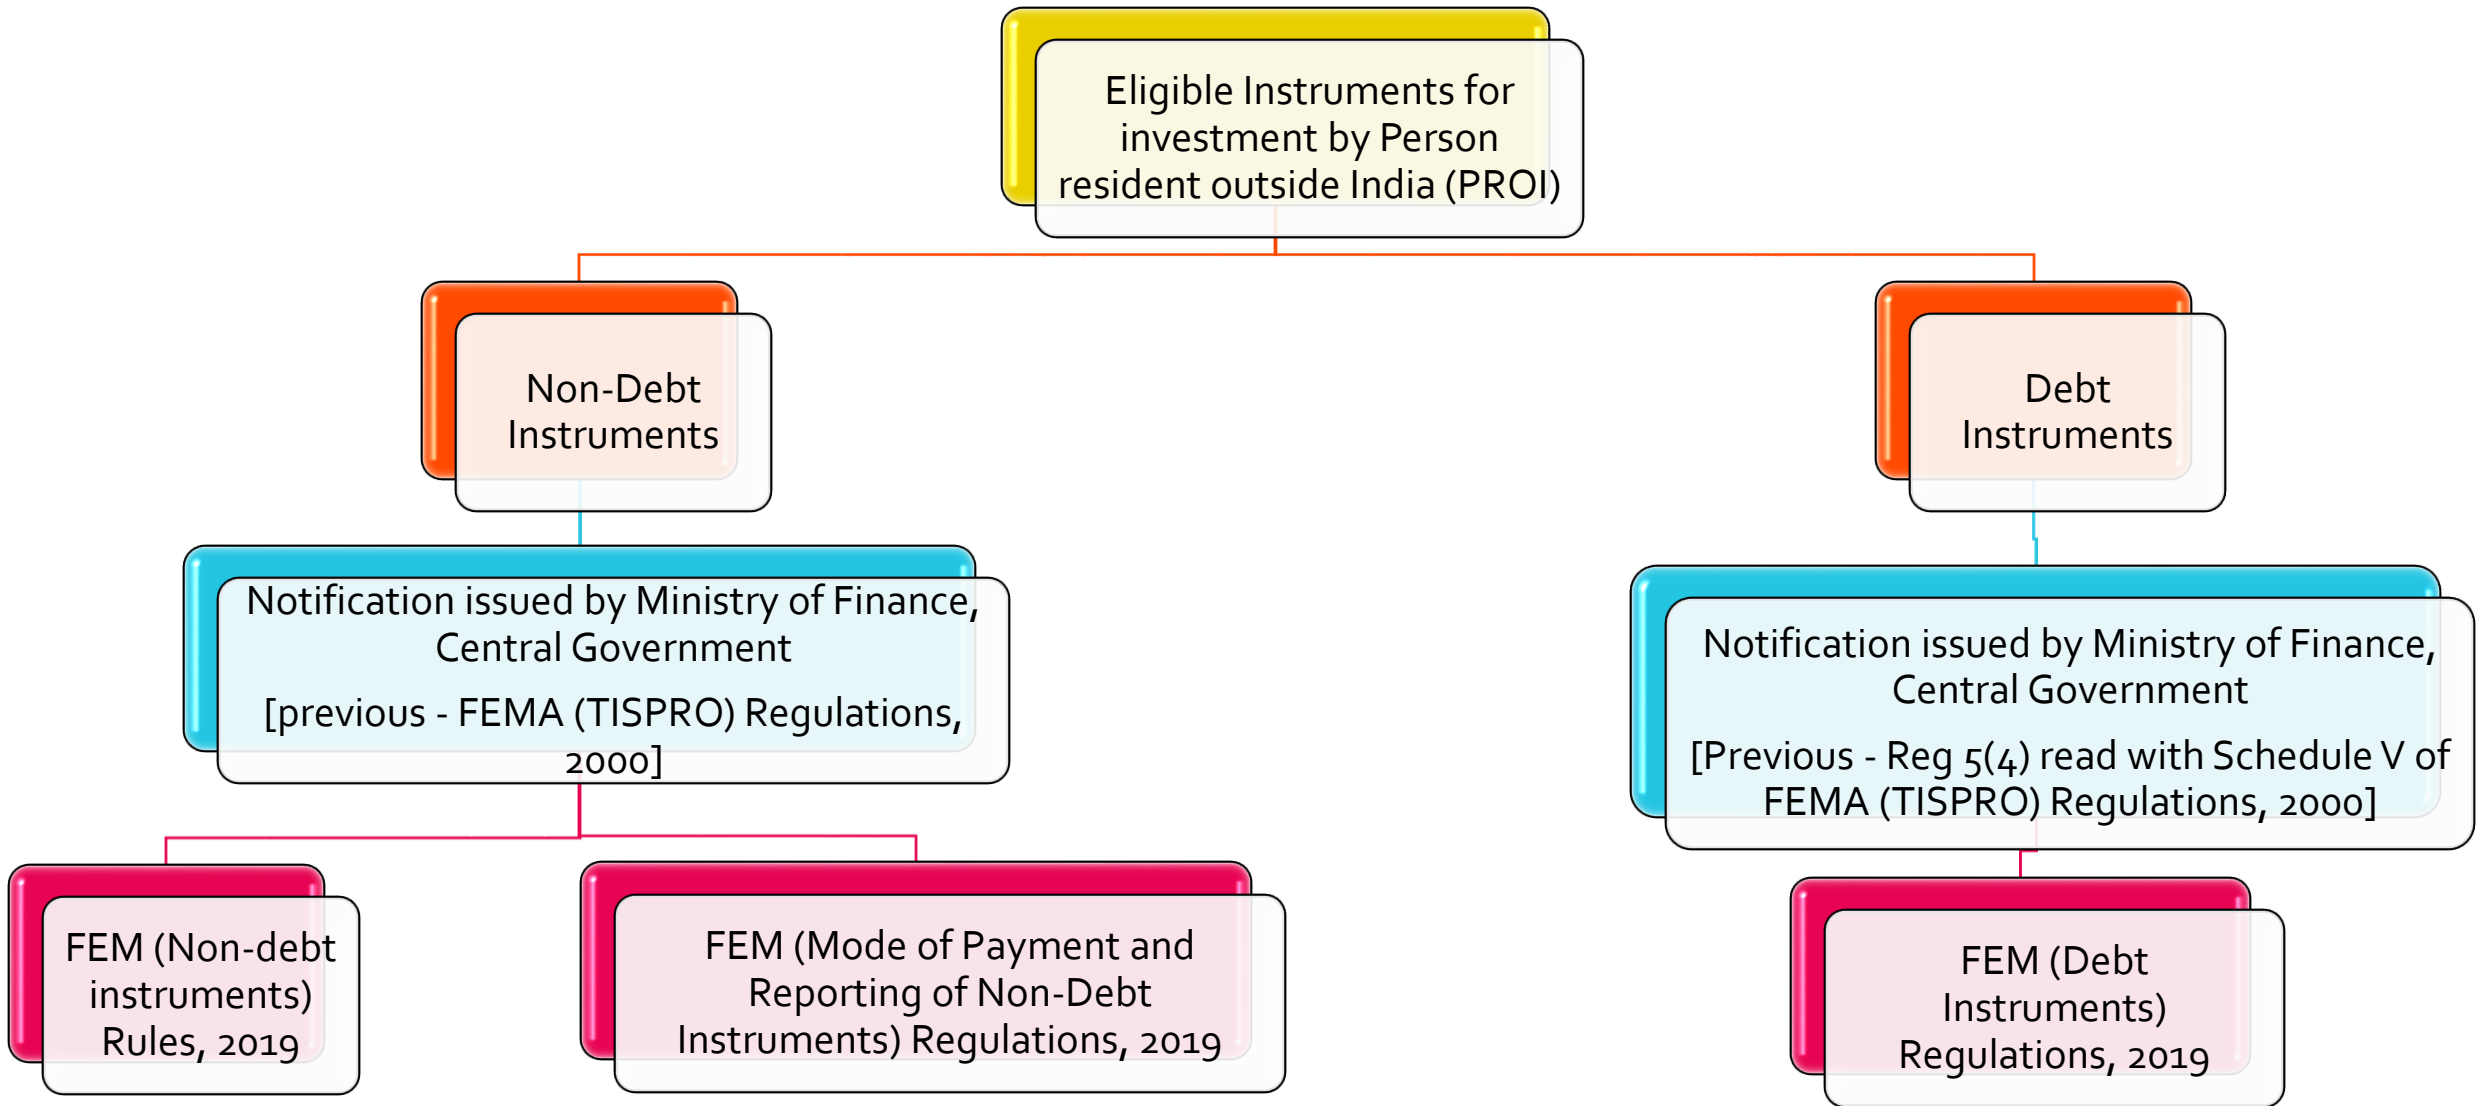 Eligible Instruments for
investment by Person
resident outside India (PROI)
Non-Debt
Instruments
Debt
Instruments
Notification issued by Ministry of Finance,
Central Government
[previous - FEMA (TISPRO) Regulations,
2000]
Notification issued by Ministry of Finance,
Central Government
[Previous - Reg 5(4) read with Schedule V of
FEMA (TISPRO) Regulations, 2000]
FEM (Non-debt
instruments)
Rules, 2019
FEM (Mode of Payment and
Reporting of Non-Debt
Instruments) Regulations, 2019
FEM (Debt
Instruments)
Regulations, 2019